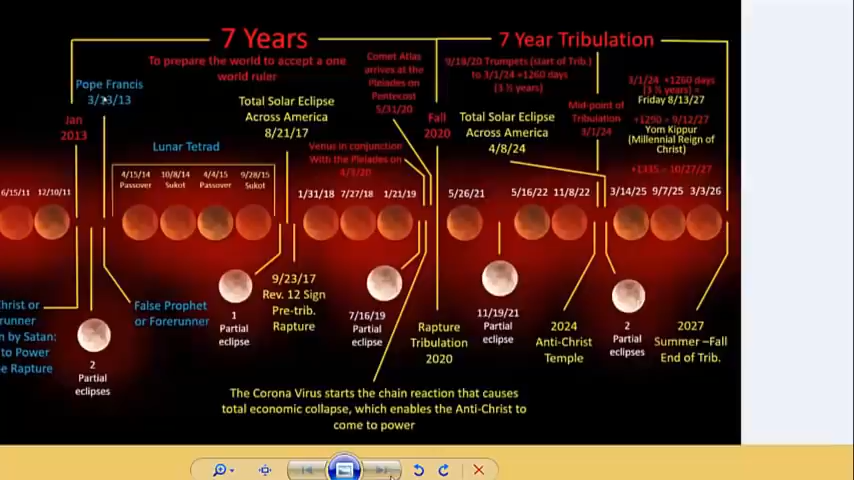 7 Years
7 Year Tribulation
To prepare the world to accept a one
world ruler
Comet Atlas
arrives at the
Pleiades on
Pentecost
5/31/20
9/19/20 Trumpets (start of Trib.)
to 3/1/24 +1260 days
(3 ½ years)
3/1/24 +1260 days
(3 ½ years) =
Friday 8/13/27
+1290 = 9/12/27
Yom Kippur
(Millennial Reign of
Christ)
+1335 = 10/27/27
Pope Francis
3/13/13
Jan
2013
Total Solar Eclipse
Across America
8/21/17
Fall
2020
Total Solar Eclipse
Across America
4/8/24
Mid-point of
Tribulation
3/1/24
Lunar Tetrad
Venus in conjunction
With the Pleiades on
4/3/20
6/15/11
12/10/11
4/15/14
Passover
10/8/14
Sukot
4/4/15
Passover
9/28/15
Sukot
1/31/18
7/27/18
1/21/19
5/26/21
5/16/22
11/8/22
3/14/25
9/7/25
3/3/26
Christ or
runner
n by Satan:
to Power
e Rapture
2
Partial
eclipses
False Prophet
or Forerunner
1
Partial
eclipse
9/23/17
Rev. 12 Sign
Pre-trib.
Rapture
7/16/19
Partial
eclipse
Rapture
Tribulation
2020
11/19/21
Partial
eclipse
2024
Anti-Christ
Temple
2
Partial
eclipses
2027
Summer –Fall
End of Trib.
The Corona Virus starts the chain reaction that causes
total economic collapse, which enables the Anti-Christ to
come to power